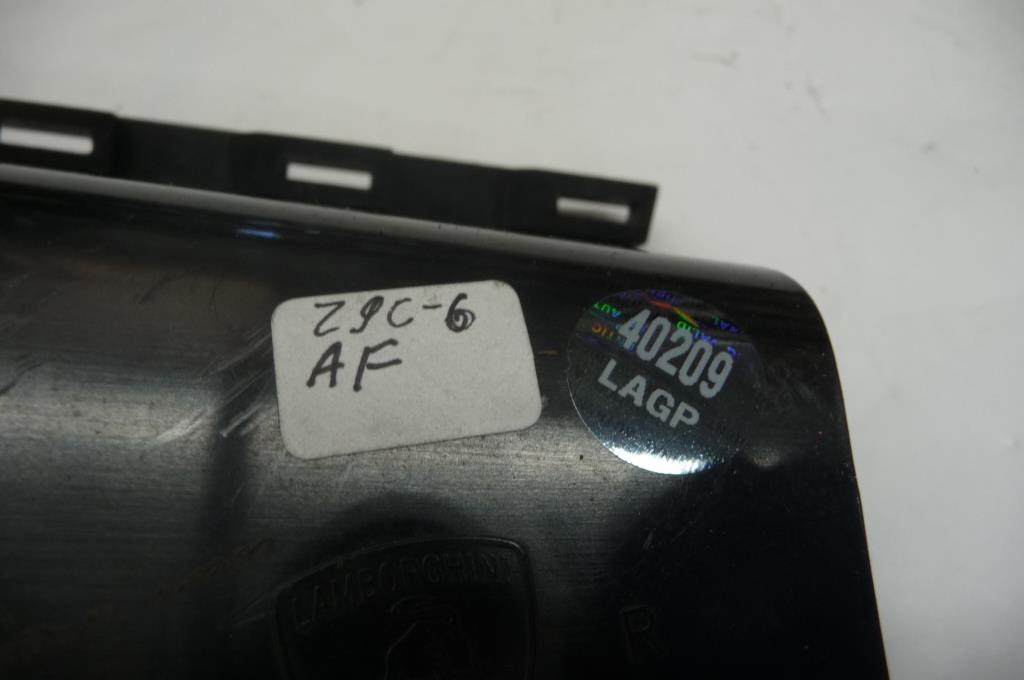 Z9C-6
AF
40209
LAGP
LAMBORGHINI
R